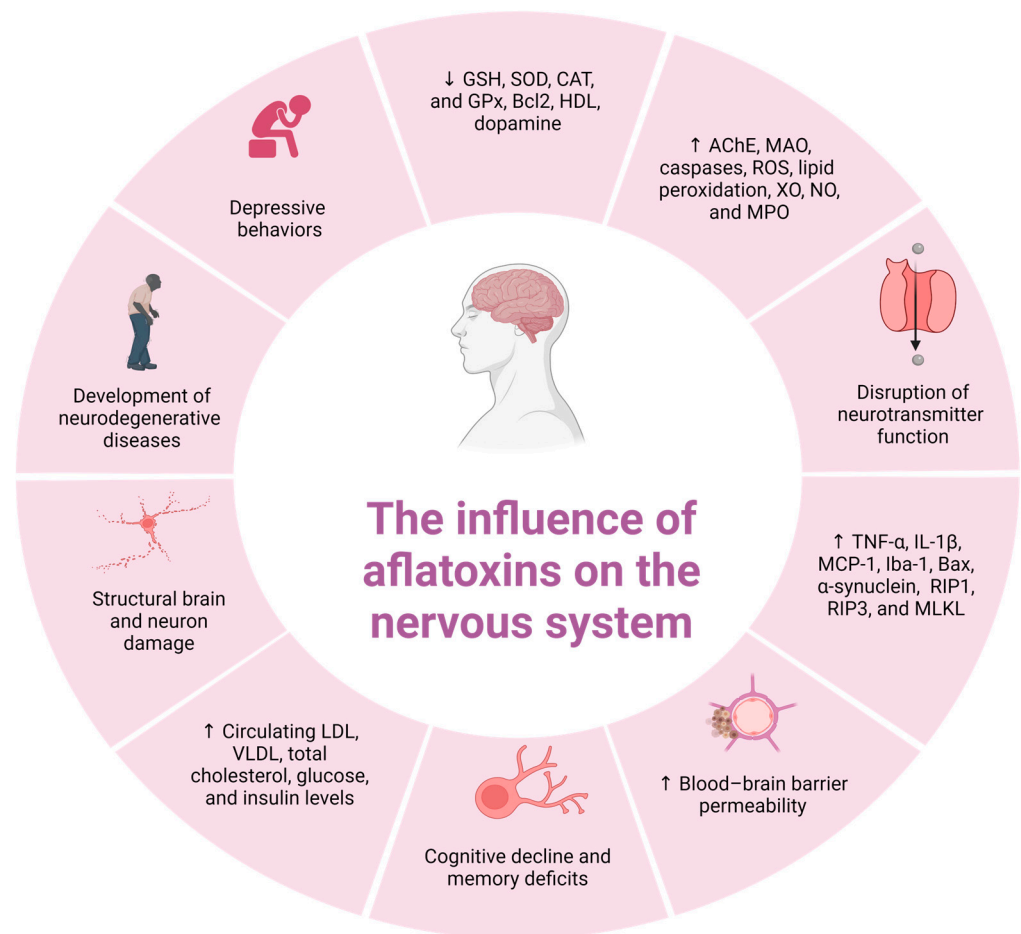 ↓ GSH, SOD, CAT,
and GPx, Bcl2, HDL,
dopamine
↑ AChE, MAO,
caspases, ROS, lipid
peroxidation, XO, NO,
and MPO
Disruption of
neurotransmitter
function
↑ TNF-α, IL-1β,
MCP-1, Iba-1, Bax,
α-synuclein, RIP1,
RIP3, and MLKL
↑ Blood–brain barrier
permeability
Cognitive decline and
memory deficits
↑ Circulating LDL,
VLDL, total
cholesterol, glucose,
and insulin levels
Structural brain
and neuron
damage
Development of
neurodegenerative
diseases
Depressive
behaviors
The influence of
aflatoxins on the
nervous system